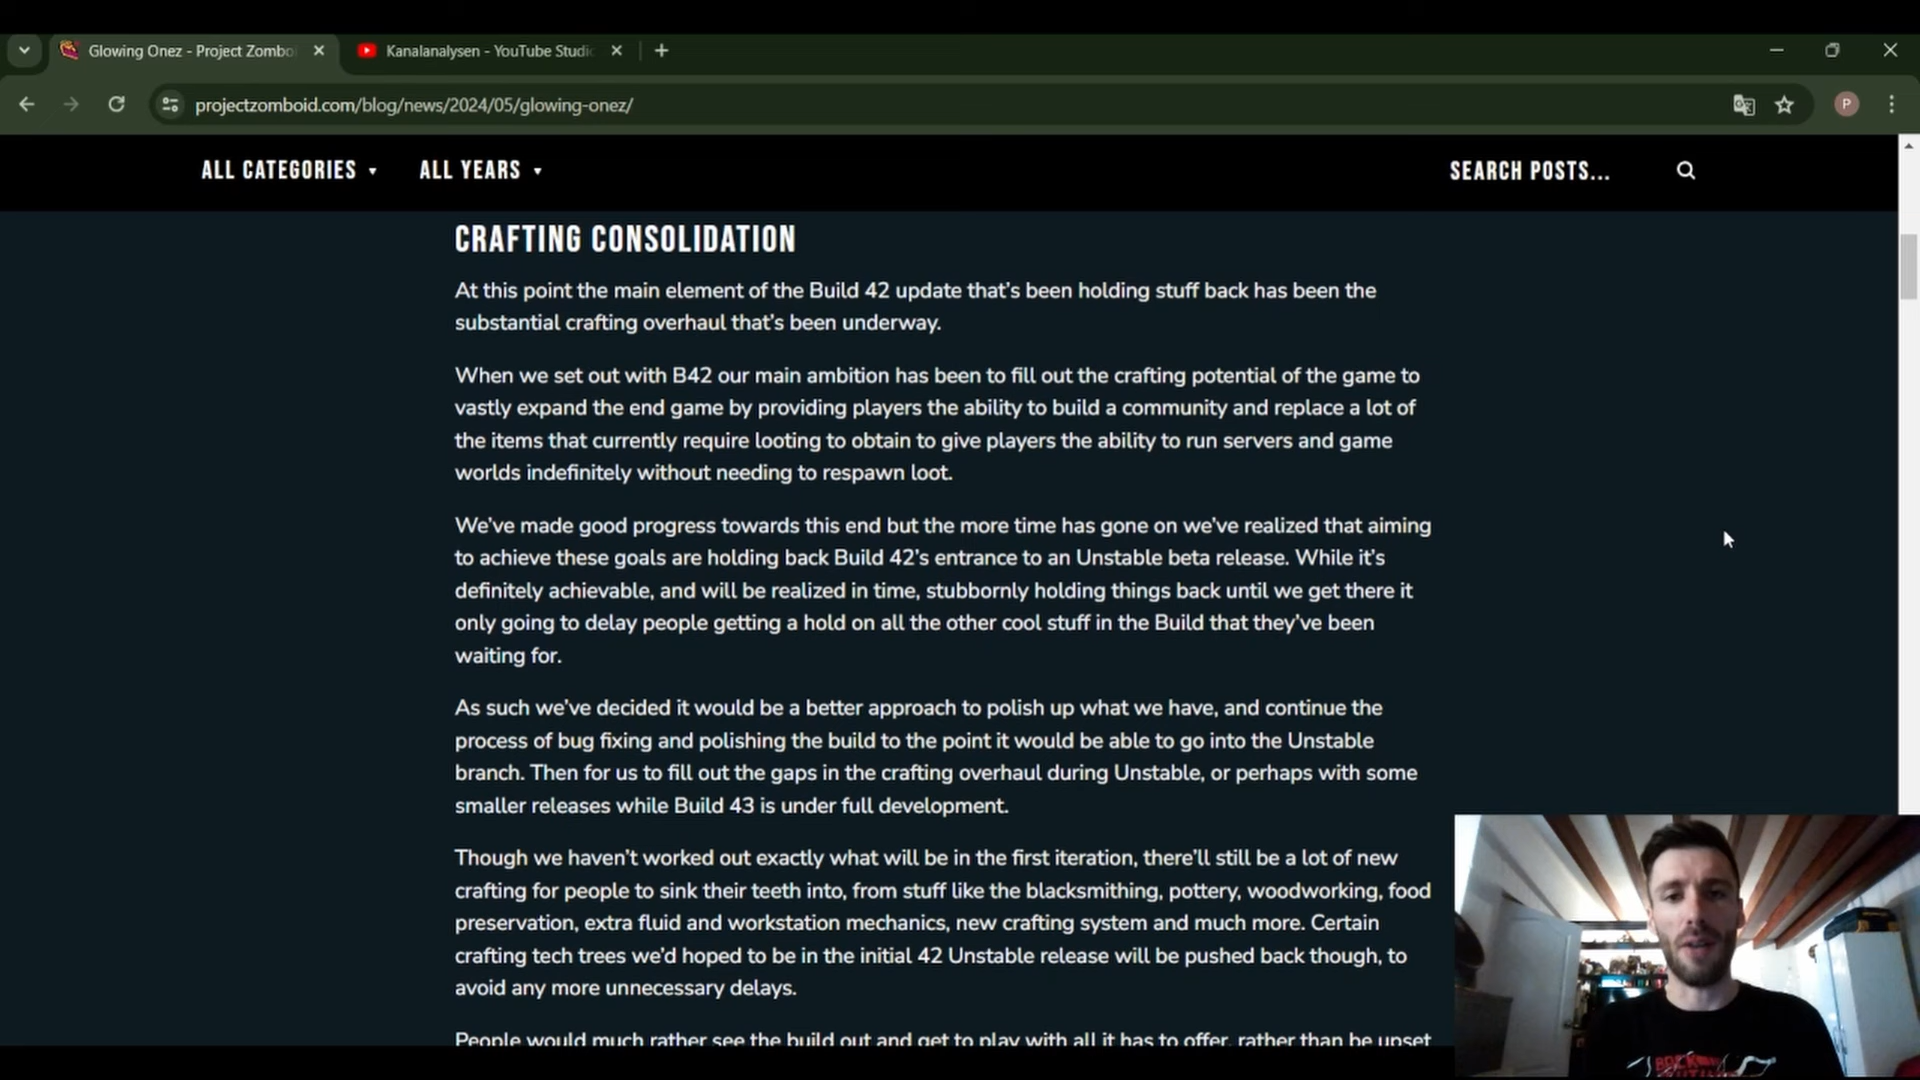 Glowing Onez - Project Zomboi
Kanalanalysen - YouTube Studio
projectzomboid.com/blog/news/2024/05/glowing-onez/
P
ALL CATEGORIES
ALL YEARS
SEARCH POSTS...
CRAFTING CONSOLIDATION
At this point the main element of the Build 42 update that's been holding stuff back has been the
substantial crafting overhaul that's been underway.
When we set out with B42 our main ambition has been to fill out the crafting potential of the game to
vastly expand the end game by providing players the ability to build a community and replace a lot of
the items that currently require looting to obtain to give players the ability to run servers and game
worlds indefinitely without needing to respawn loot.
We've made good progress towards this end but the more time has gone on we've realized that aiming
to achieve these goals are holding back Build 42's entrance to an Unstable beta release. While it's
definitely achievable, and will be realized in time, stubbornly holding things back until we get there it
only going to delay people getting a hold on all the other cool stuff in the Build that they've been
waiting for.
As such we've decided it would be a better approach to polish up what we have, and continue the
process of bug fixing and polishing the build to the point it would be able to go into the Unstable
branch. Then for us to fill out the gaps in the crafting overhaul during Unstable, or perhaps with some
smaller releases while Build 43 is under full development.
Though we haven't worked out exactly what will be in the first iteration, there'll still be a lot of new
crafting for people to sink their teeth into, from stuff like the blacksmithing, pottery, woodworking, food
preservation, extra fluid and workstation mechanics, new crafting system and much more. Certain
crafting tech trees we'd hoped to be in the initial 42 Unstable release will be pushed back though, to
avoid any more unnecessary delays.
People would much rather see the build out and get to play with all it has to offer, rather than be upset